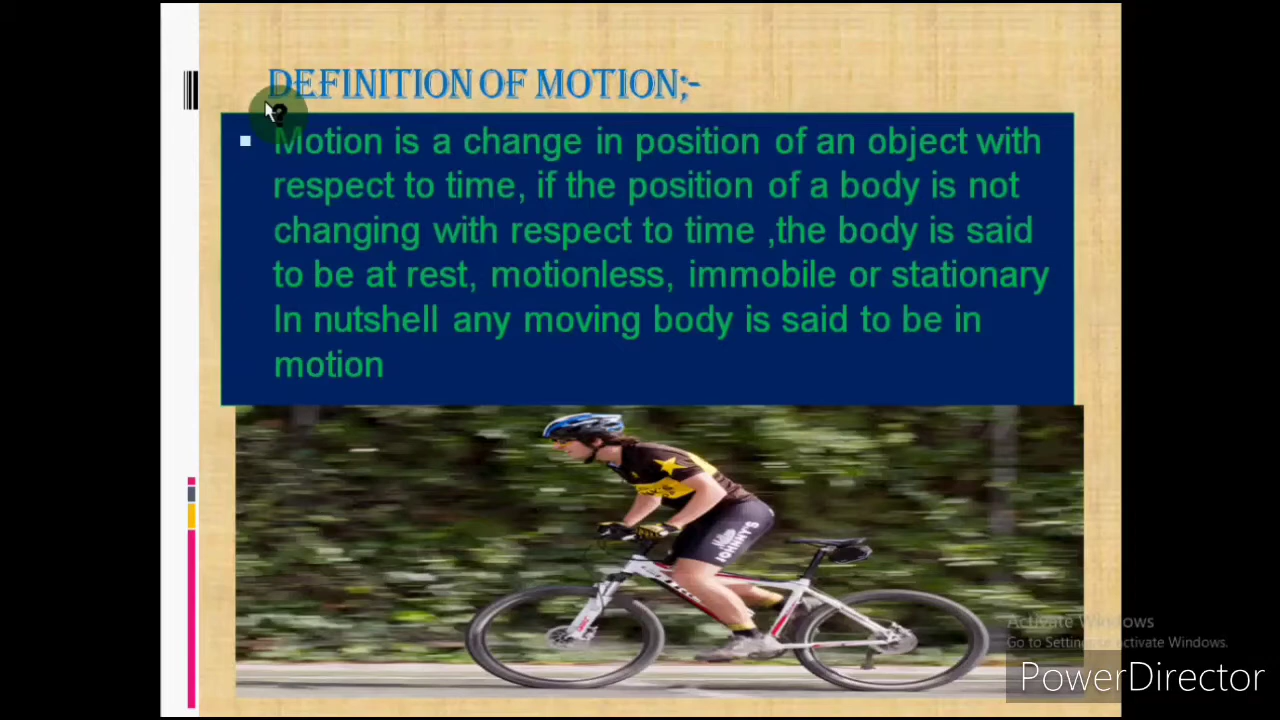 DEFINITION OF MOTION;-
?
Motion is a change in position of an object with
respect to time, if the position of a body is not
changing with respect to time ,the body is said
to be at rest, motionless, immobile or stationary
In nutshell any moving body is said to be in
motion
JOHNNY'S
Activate Windows
Go to Settings to activate Windows.
PowerDirector